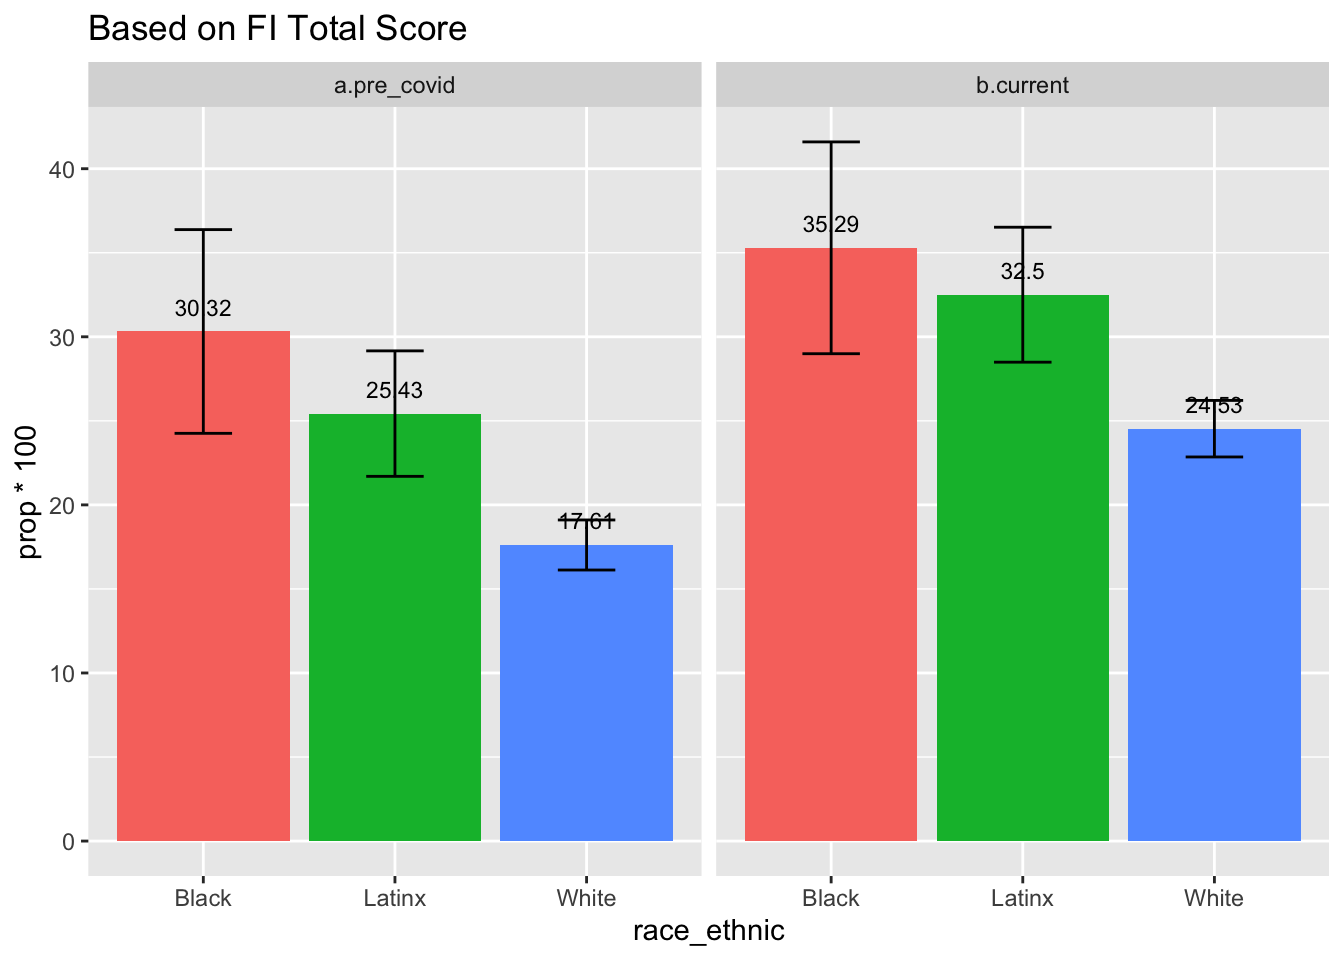 Based on FI Total Score
a.pre_covid
b.current
40
30
20
10
0
prop * 100
30.32
25.43
17.61
35.29
32.5
24.53
Black
Latinx
White
Black
Latinx
White
race_ethnic